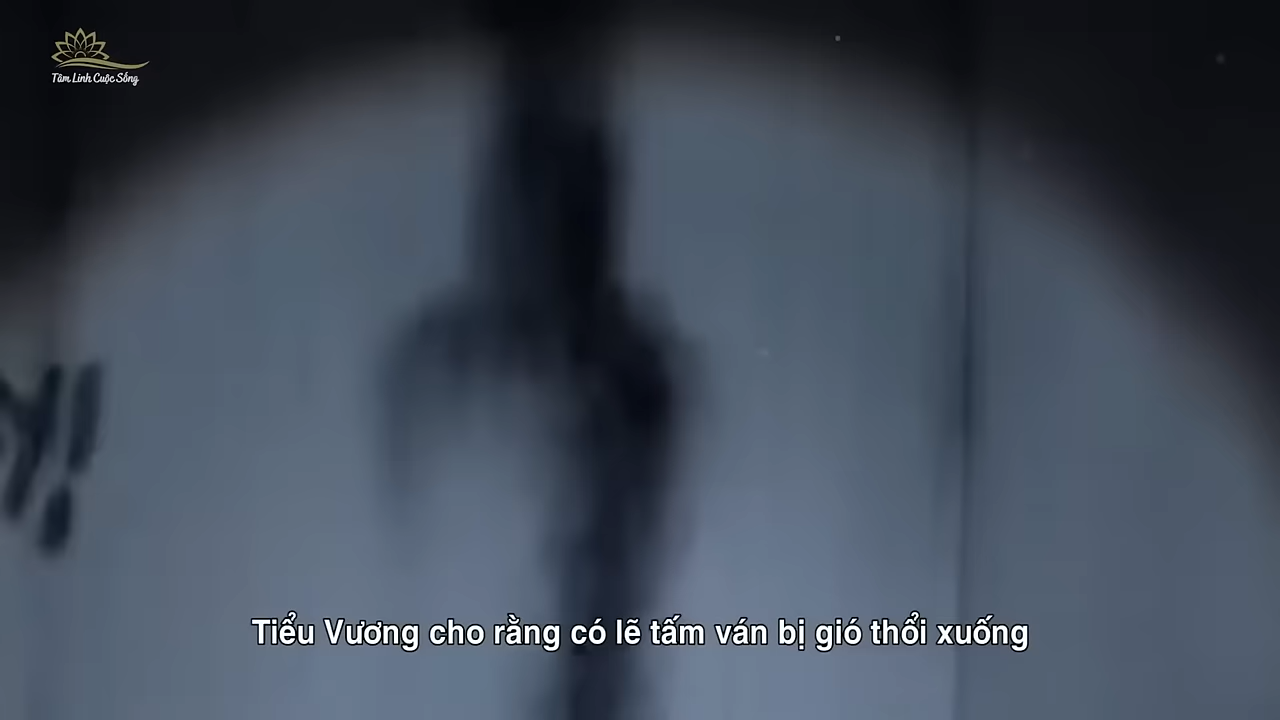 Tâm Linh Cuộc Sống
Tiểu Vương cho rằng có lẽ tấm ván bị gió thổi xuống